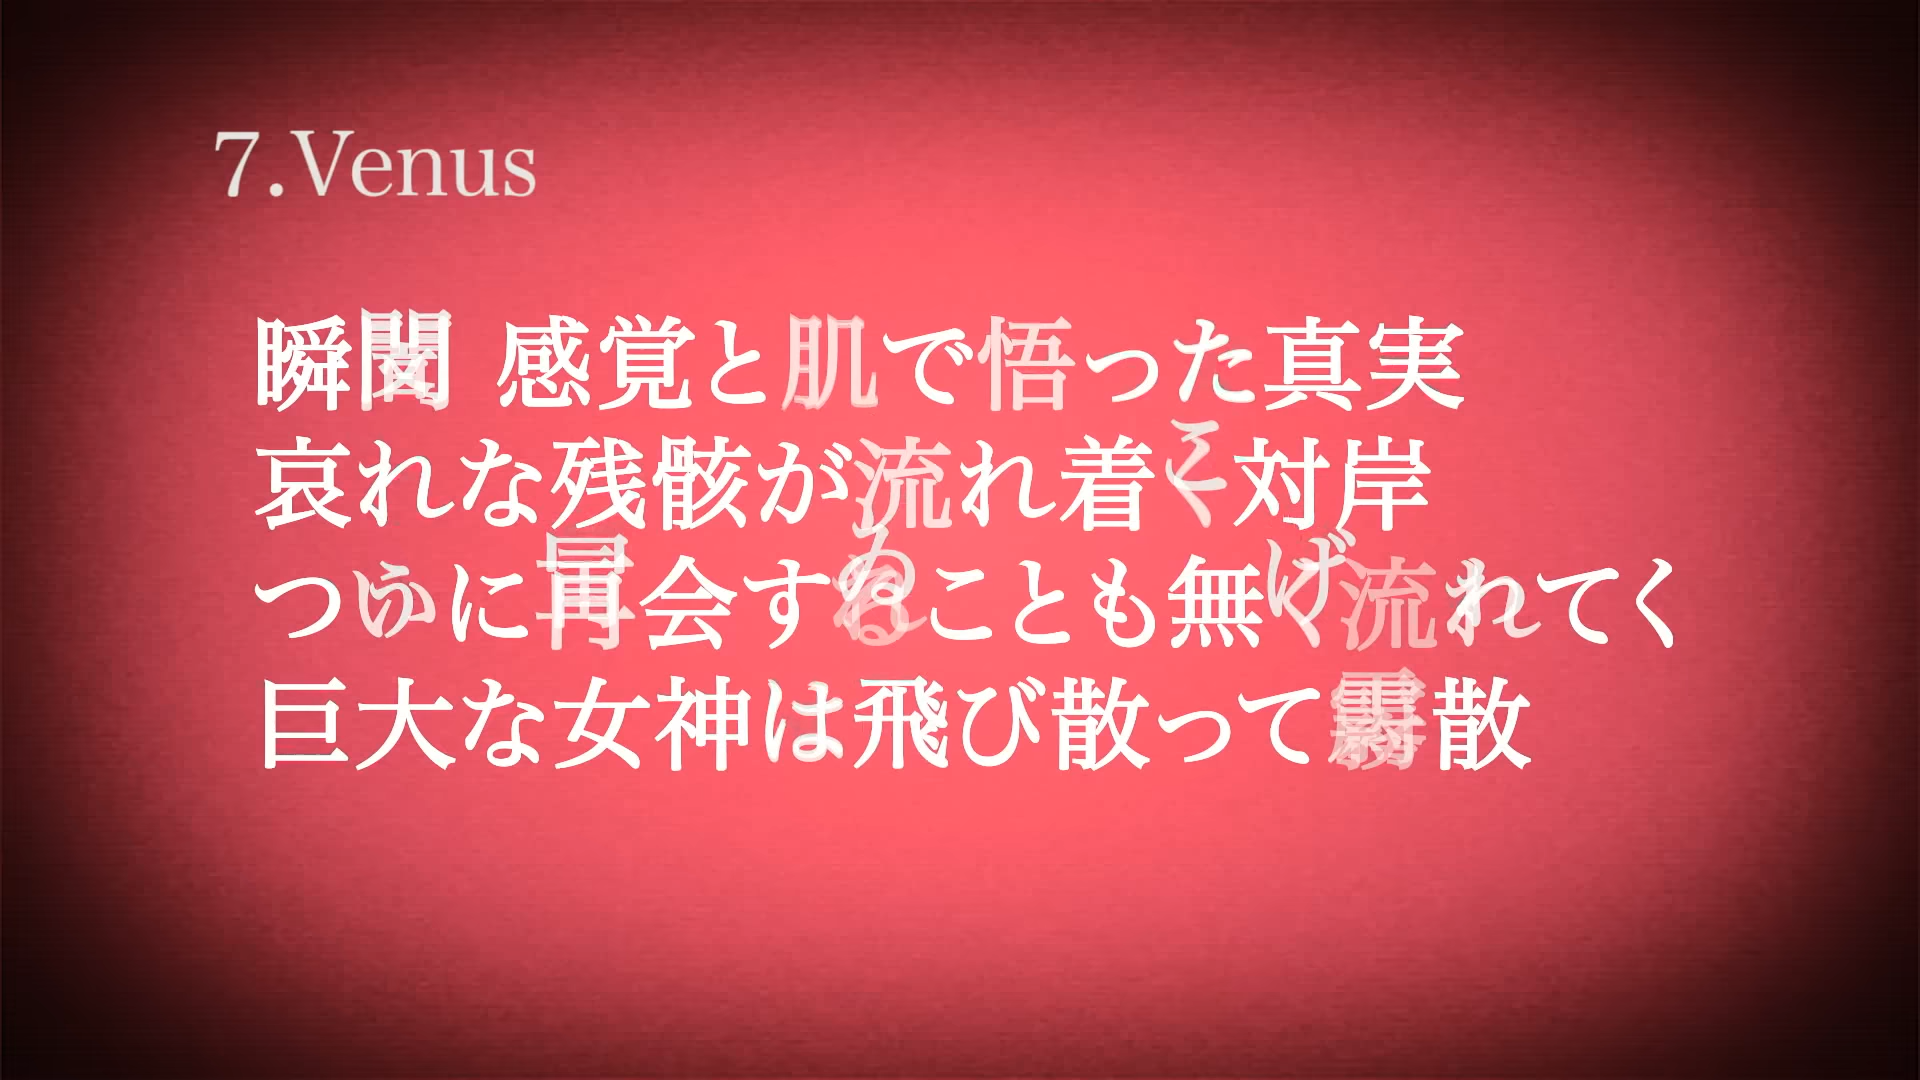 7.Venus
瞬間 感覚と肌で悟った真実
哀れな残骸が流れ着く対岸
ついに再会することも無く流れてく
巨大な女神は飛び散って霧散